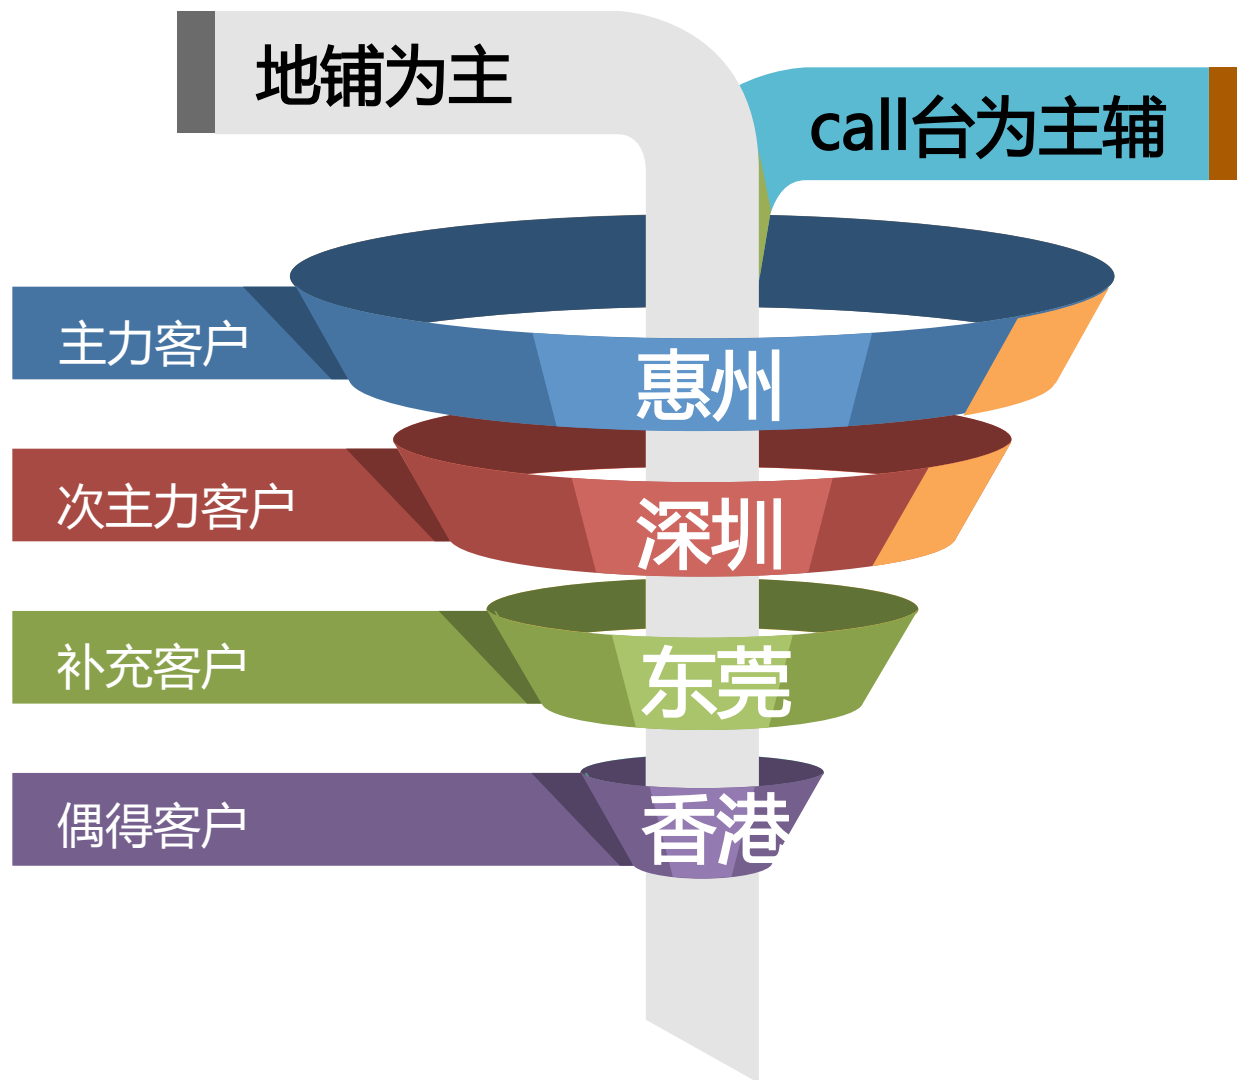 地铺为主
call台为主辅
主力客户
惠州
次主力客户
深圳
补充客户
东莞
偶得客户
香港